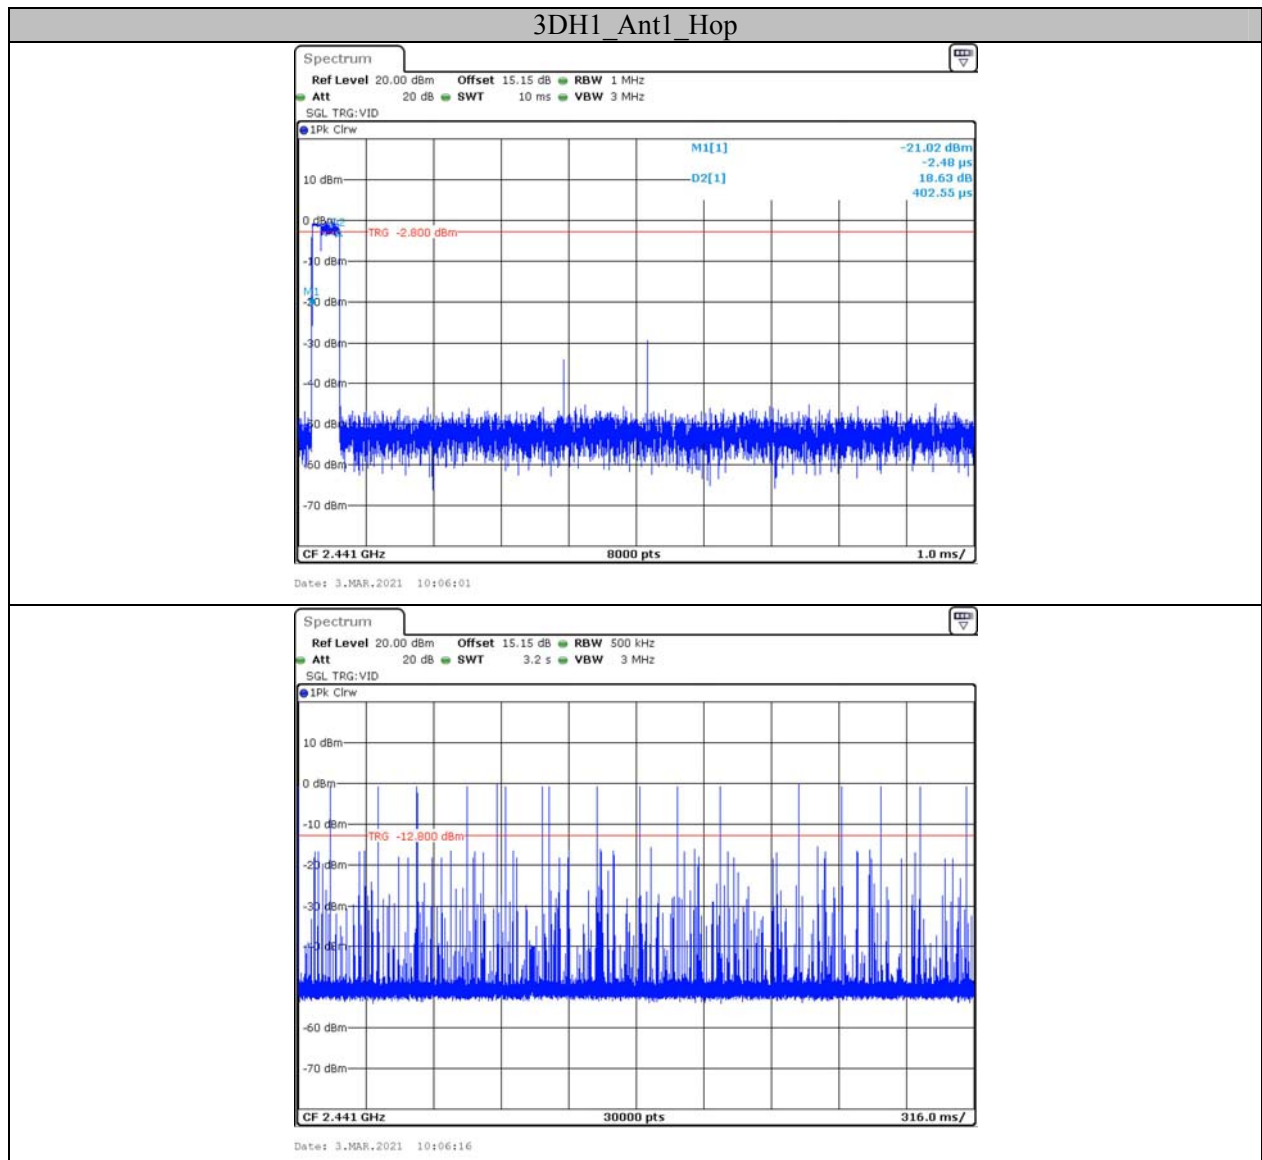 3DH1_Ant1_Hop
Spectrum
Ref Level 20.00 dBm Offset 15.15 dB RBW 1 MHz
Att 20 dB SWT 10 ms VBW 3 MHz
SGL TRG:VID
1Pk Clrw
M1[1] -21.02 dBm
-2.48 µs
D2[1] 18.63 dB
402.55 µs
10 dBm
0 dBm
TRG -2.800 dBm
-10 dBm
M1
-20 dBm
-30 dBm
-40 dBm
-50 dBm
-60 dBm
-70 dBm
CF 2.441 GHz 8000 pts 1.0 ms/
Date: 3.MAR.2021 10:06:01
Spectrum
Ref Level 20.00 dBm Offset 15.15 dB RBW 500 kHz
Att 20 dB SWT 3.2 s VBW 3 MHz
SGL TRG:VID
1Pk Clrw
10 dBm
0 dBm
-10 dBm
TRG -12.800 dBm
-20 dBm
-30 dBm
-40 dBm
-60 dBm
-70 dBm
CF 2.441 GHz 30000 pts 316.0 ms/
Date: 3.MAR.2021 10:06:16